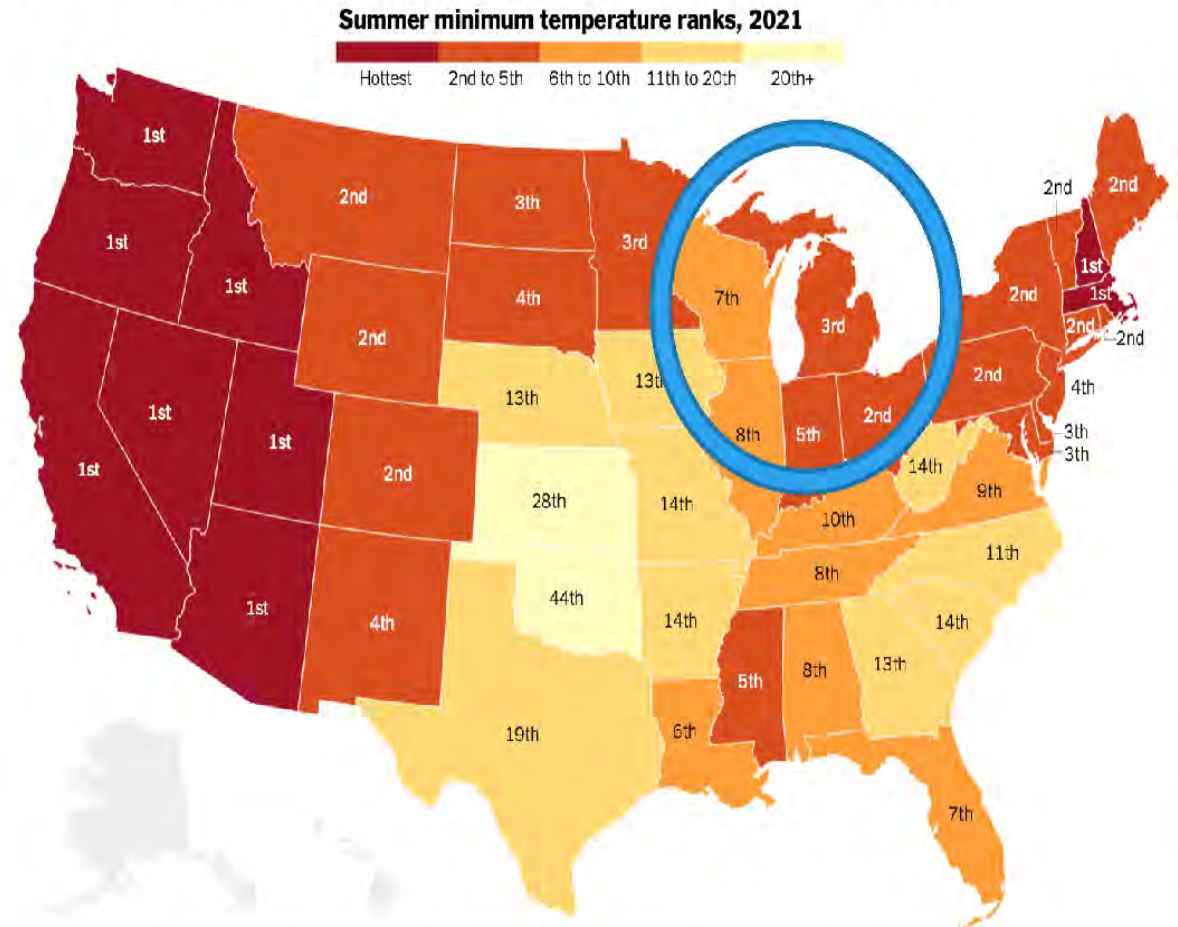 Summer minimum temperature ranks, 2021
Hottest 2nd to 5th 6th to 10th 11th to 20th 20th+
1st
2nd
3th
3rd
2nd
2nd
1st
1st
4th
7th
3rd
2nd
1st
1st
2nd
2nd
2nd
1st
1st
2nd
13th
13th
8th
5th
2nd
2nd
4th
1st
2nd
28th
14th
10th
14th
9th
3th
3th
1st
4th
44th
14th
8th
11th
14th
19th
6th
5th
8th
13th
7th